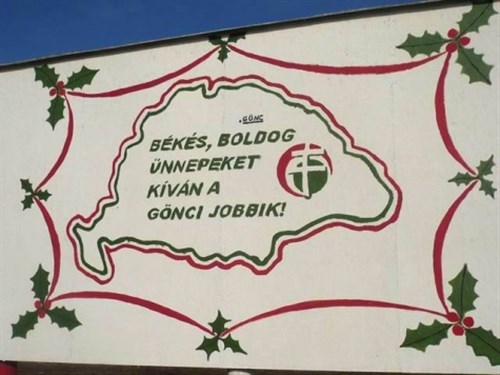 .GÖNC
BÉKÉS, BOLDOG
ÜNNEPEKET
KÍVÁN A
GÖNCI JOBBIK!